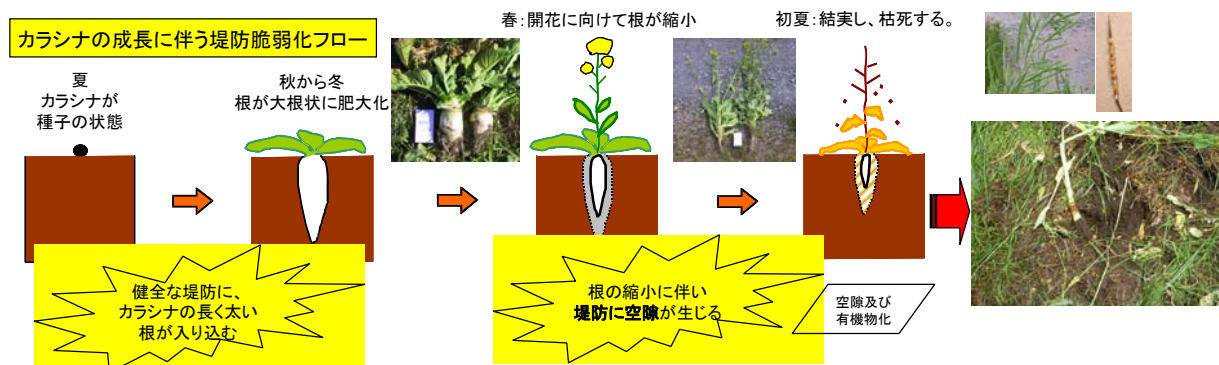 カラシナの成長に伴う堤防脆弱化フロー
夏
カラシナが
種子の状態
秋から冬
根が大根状に肥大化
春:開花に向けて根が縮小
初夏:結実し、枯死する。
健全な堤防に、
カラシナの長く太い
根が入り込む
根の縮小に伴い
堤防に空隙が生じる
空隙及び
有機物化